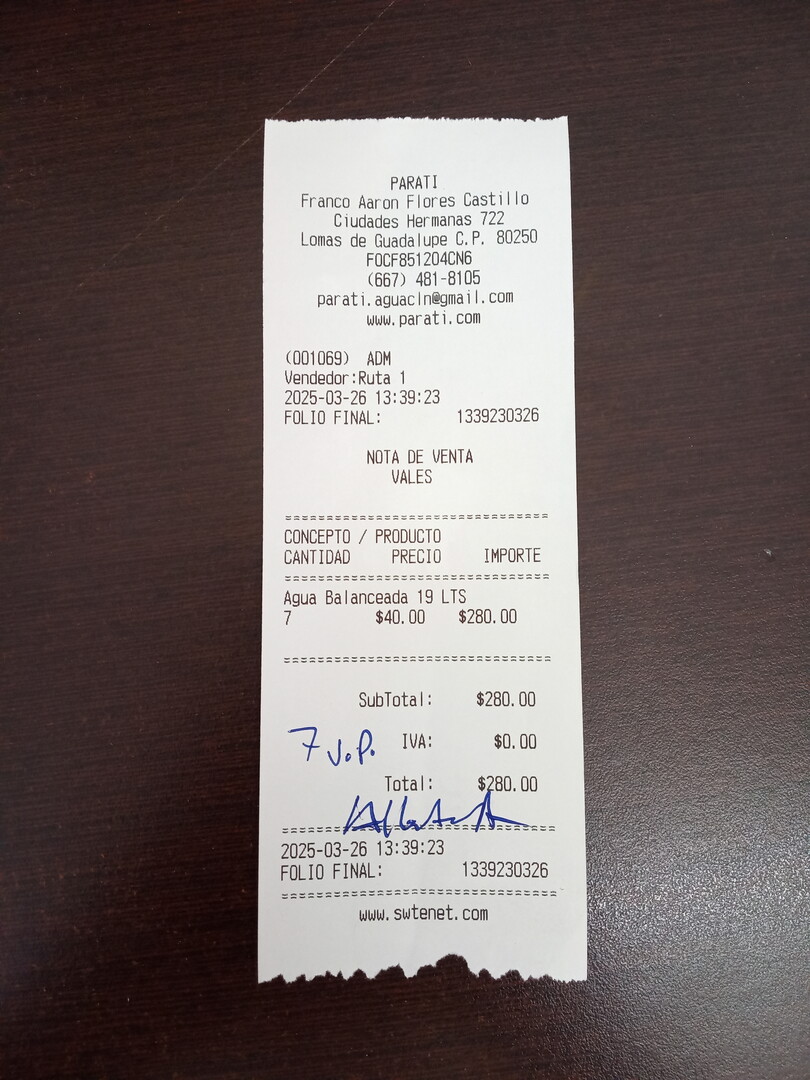 PARATI
Franco Aaron Flores Castillo
Ciudades Hermanas 722
Lomas de Guadalupe C.P. 80250
FOCF851204CN6
(667) 481-8105
parati.aguacln@gmail.com
www.parati.com
(001069) ADM
Vendedor:Ruta 1
2025-03-26 13:39:23
FOLIO FINAL: 1339230326
NOTA DE VENTA
VALES
==================================
CONCEPTO / PRODUCTO
CANTIDAD PRECIO IMPORTE
==================================
Agua Balanceada 19 LTS
7 $40.00 $280.00
==================================
SubTotal: $280.00
7 V.P. IVA: $0.00
Total: $280.00
==================================
2025-03-26 13:39:23
FOLIO FINAL: 1339230326
==================================
www.swtenet.com